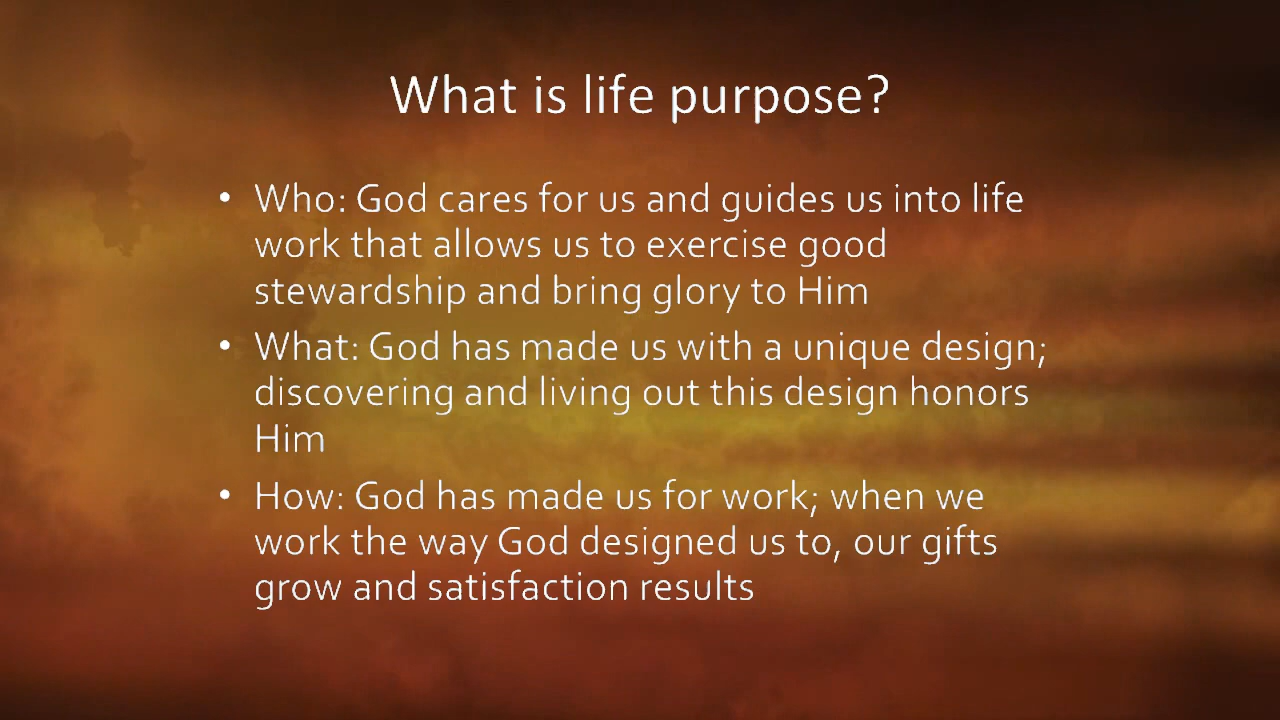 What is life purpose?
• Who: God cares for us and guides us into life
work that allows us to exercise good
stewardship and bring glory to Him
• What: God has made us with a unique design;
discovering and living out this design honors
Him
• How: God has made us for work; when we
work the way God designed us to, our gifts
grow and satisfaction results